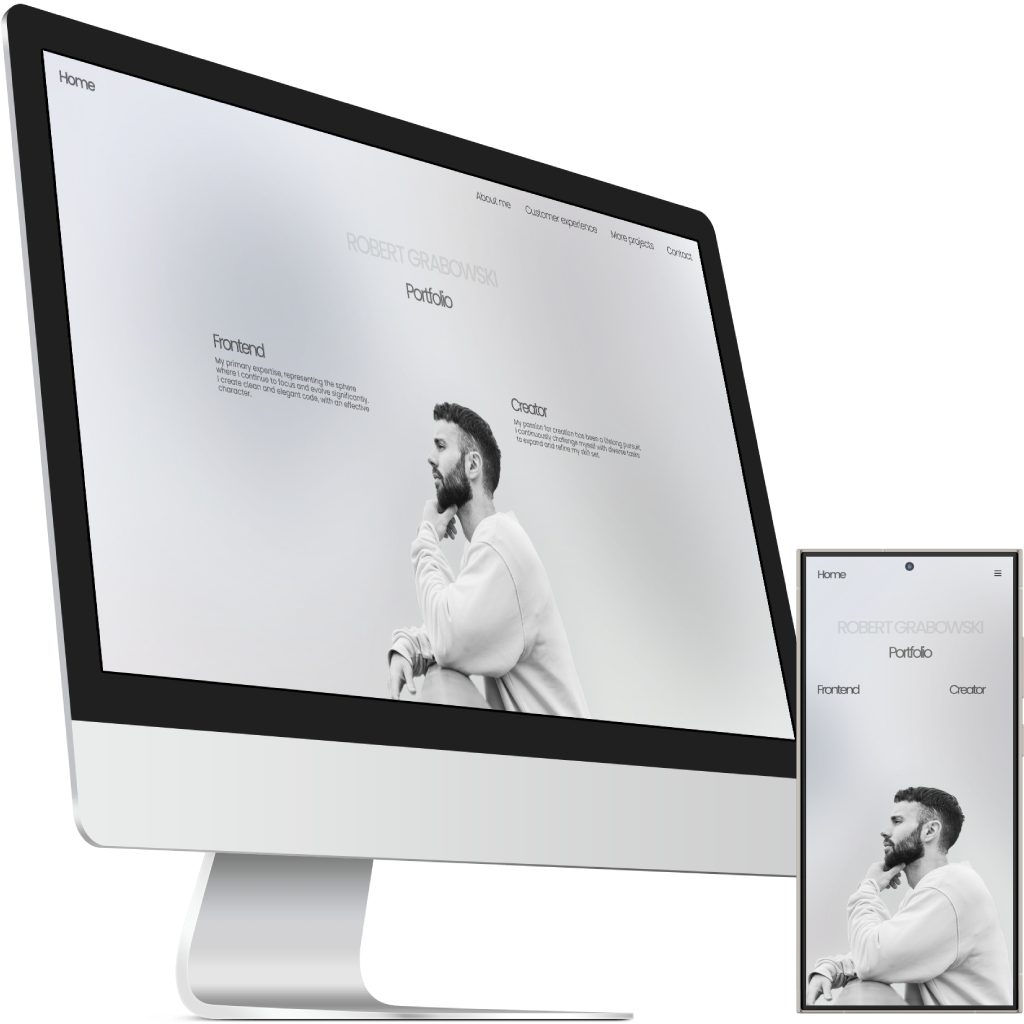 Home
About me
Customer experience
More projects
Contact
ROBERT GRABOWSKI
Portfolio
Frontend
My primary expertise, representing the sphere
where I continue to focus and evolve significantly.
I create clean and elegant code, with an effective
character.
Creator
My passion for creation has been a lifelong pursuit.
I continuously challenge myself with diverse tasks
to expand and refine my skill set.
Home
ROBERT GRABOWSKI
Portfolio
Frontend
Creator